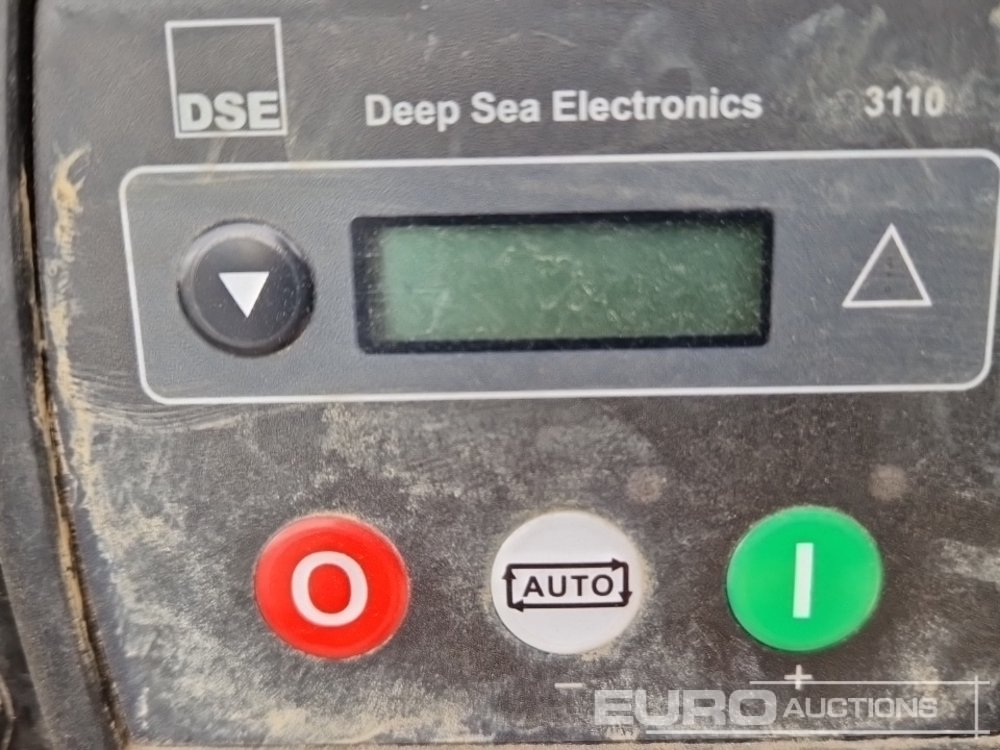 DSE
Deep Sea Electronics 3110
O AUTO I
- +
EURO AUCTIONS